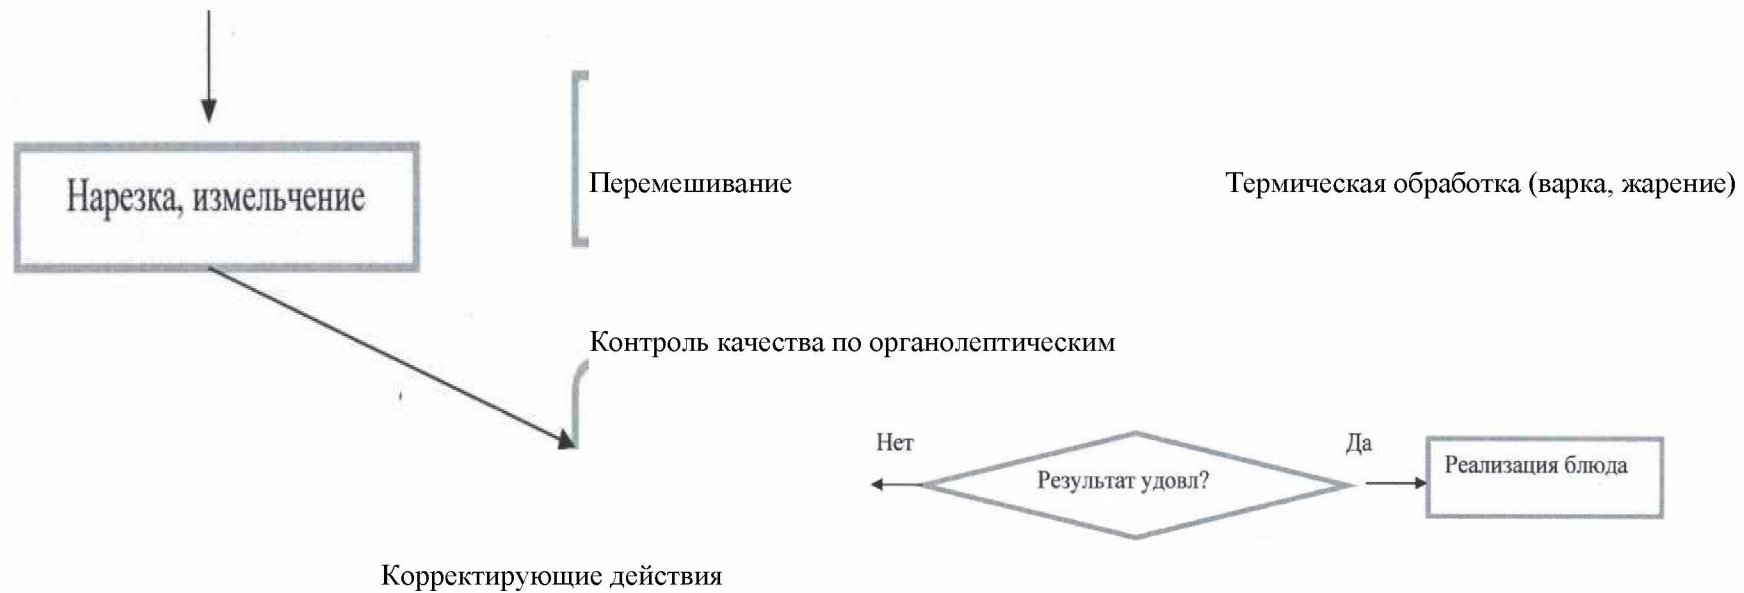 Нарезка, измельчение
Перемешивание
Термическая обработка (варка, жарение)
Контроль качества по органолептическим
Нет
Результат удовл?
Да
Реализация блюда
Корректирующие действия